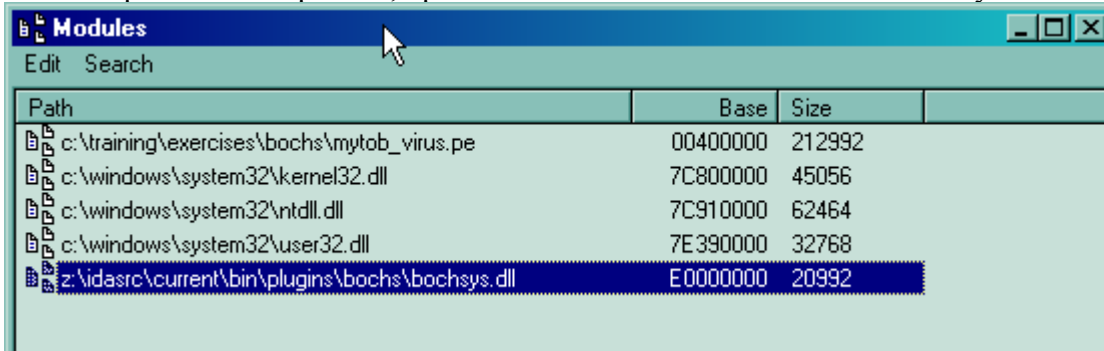 Modules
Edit Search
Path Base Size
c:\training\exercises\bochs\mytob_virus.pe 00400000 212992
c:\windows\system32\kernel32.dll 7C800000 45056
c:\windows\system32\ntdll.dll 7C910000 62464
c:\windows\system32\user32.dll 7E390000 32768
z:\idasrc\current\bin\plugins\bochs\bochsys.dll E0000000 20992